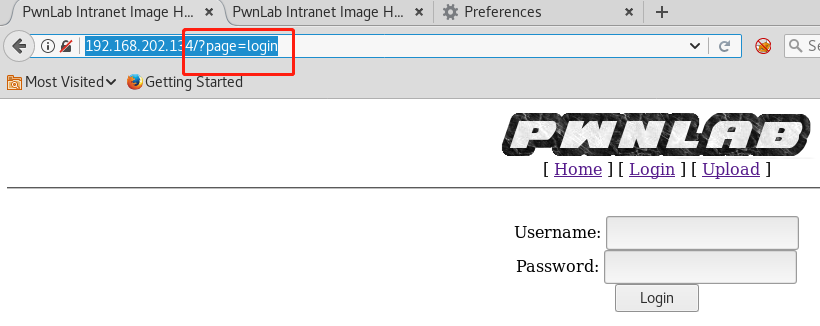 PwnLab Intranet Image H... × PwnLab Intranet Image H... × Preferences × +
192.168.202.134/?page=login Sea
Most Visited Getting Started
PWNLAB
[ Home ] [ Login ] [ Upload ]
Username:
Password:
Login